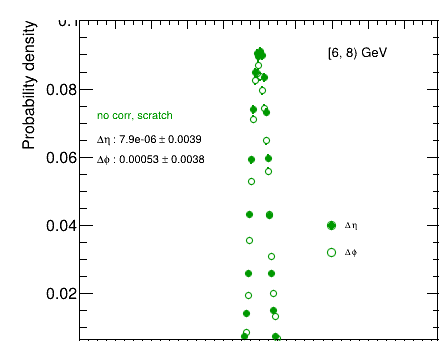 0.1
Probability density
[6, 8) GeV
0.08
no corr, scratch
Δη : 7.9e-06 ± 0.0039
Δϕ : 0.00053 ± 0.0038
0.06
0.04
Δη
Δϕ
0.02